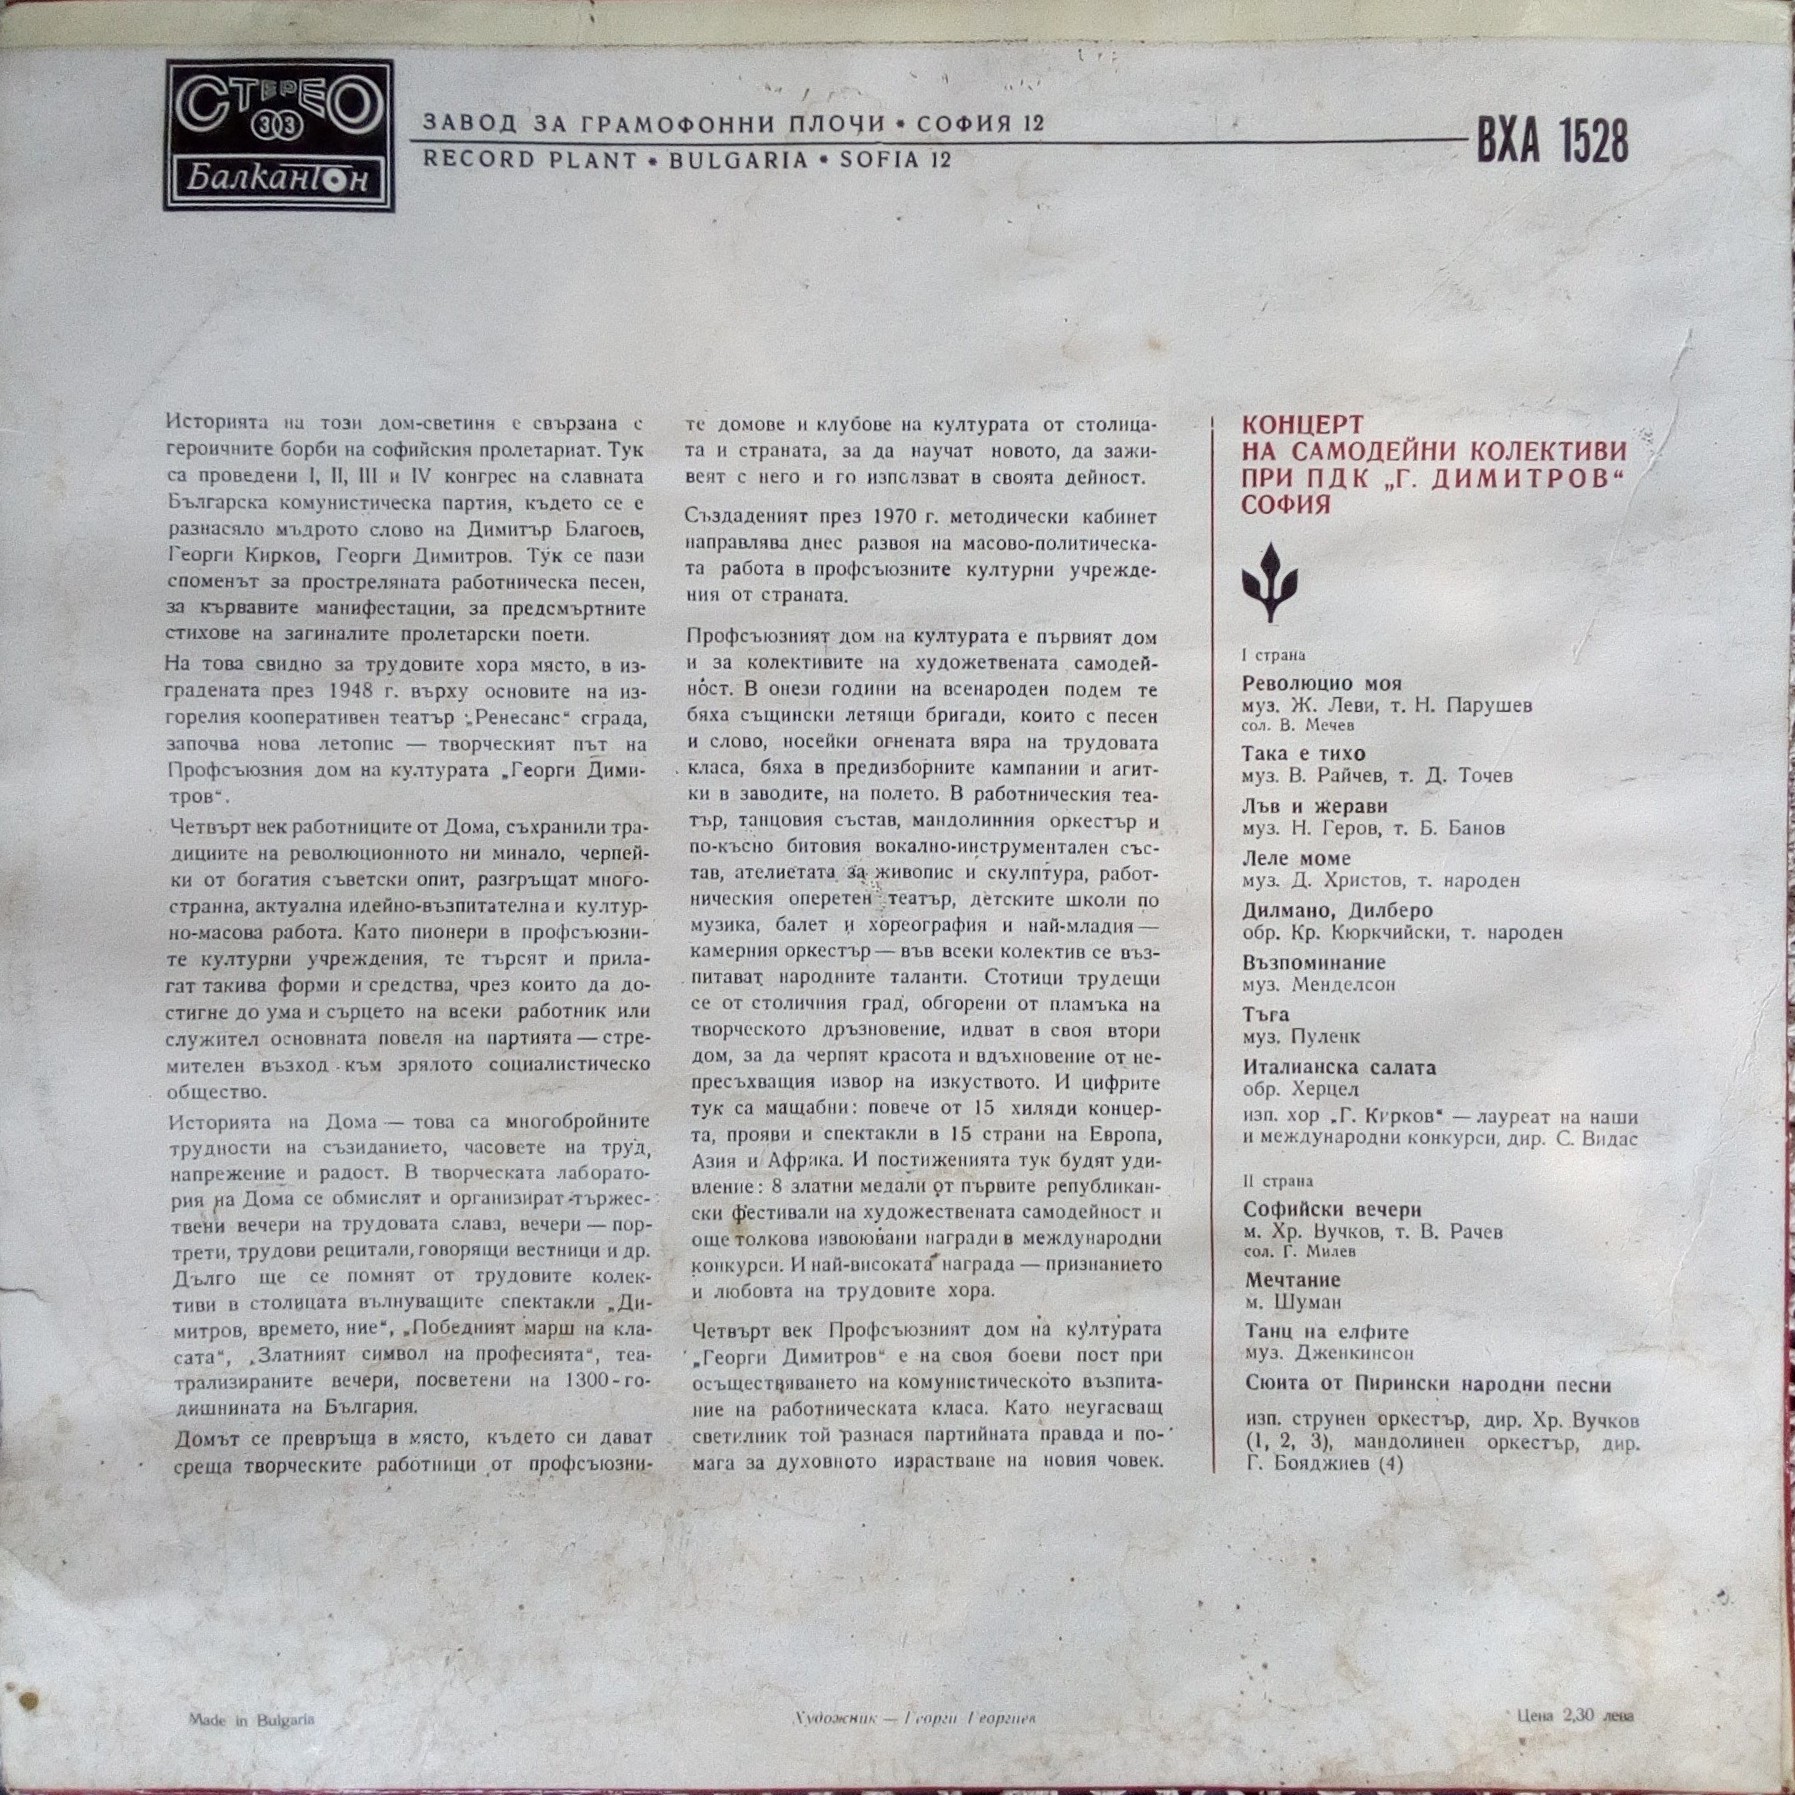 СТЕРЕО
33
Балкантон
ЗАВОД ЗА ГРАМОФОННИ ПЛОЧИ • СОФИЯ 12
RECORD PLANT • BULGARIA • SOFIA 12
ВХА 1528
Историята на този дом-светиня е свързана с
героичните борби на софийския пролетариат. Тук
са проведени I, II, III и IV конгрес на славната
Българска комунистическа партия, където се е
разнасяло мъдрото слово на Димитър Благоев,
Георги Кирков, Георги Димитров. Тук се пази
споменът за простреляната работническа песен,
за кървавите манифестации, за предсмъртните
стихове на загиналите пролетарски поети.
На това свидно за трудовите хора място, в из-
градената през 1948 г. върху основите на из-
горелия кооперативен театър „Ренесанс“ сграда,
започва нова летопис — творческият път на
Профсъюзния дом на културата „Георги Дими-
тров“.
Четвърт век работниците от Дома, съхранили тра-
дициите на революционното ни минало, черпей-
ки от богатия съветски опит, разгръщат много-
странна, актуална идейно-възпитателна и култур-
но-масова работа. Като пионери в профсъюзни-
те културни учреждения, те търсят и прила-
гат такива форми и средства, чрез които да до-
стигне до ума и сърцето на всеки работник или
служител основната повеля на партията — стре-
мителен възход към зрялото социалистическо
общество.
Историята на Дома — това са многобройните
трудности на съзиданието, часовете на труд,
напрежение и радост. В творческата лаборато-
рия на Дома се обмислят и организират тържес-
твени вечери на трудовата слава, вечери — пор-
трети, трудови рецитали, говорящи вестници и др.
Дълго ще се помнят от трудовите колек-
тиви в столицата вълнуващите спектакли „Ди-
митров, времето, ние“, „Победният марш на кла-
сата“, „Златният символ на професията“, теа-
трализираните вечери, посветени на 1300-го-
дишнината на България.
Домът се превръща в място, където си дават
среща творческите работници от профсъюзни-
те домове и клубове на културата от столица-
та и страната, за да научат новото, да зажи-
веят с него и го използват в своята дейност.
Създаденият през 1970 г. методически кабинет
направлява днес развоя на масово-политическа-
та работа в профсъюзните културни учрежде-
ния от страната.
Профсъюзният дом на културата е първият дом
и за колективите на художетвената самодей-
ност. В онези години на всенароден подем те
бяха същински летящи бригади, които с песен
и слово, носейки огнената вяра на трудовата
класа, бяха в предизборните кампании и агит-
ки в заводите, на полето. В работническия теа-
тър, танцовия състав, мандолинния оркестър и
по-късно битовия вокално-инструментален със-
тав, ателиетата за живопис и скулптура, работ-
ническия оперетен театър, детските школи по
музика, балет и хореография и най-младия —
камерния оркестър — във всеки колектив се въз-
питават народните таланти. Стотици трудещи
се от столичния град, обгорени от пламъка на
творческото дръзновение, идват в своя втори
дом, за да черпят красота и вдъхновение от не-
пресъхващия извор на изкуството. И цифрите
тук са мащабни: повече от 15 хиляди концер-
та, прояви и спектакли в 15 страни на Европа,
Азия и Африка. И постиженията тук будят уди-
вление: 8 златни медали от първите републикан-
ски фестивали на художествената самодейност и
още толкова извоювани награди в международни
конкурси. И най-високата награда — признанието
и любовта на трудовите хора.
Четвърт век Профсъюзният дом на културата
„Георги Димитров“ е на своя боеви пост при
осъществяването на комунистическото възпита-
ние на работническата класа. Като неугасващ
светилник той разнася партийната правда и по-
мага за духовното израстване на новия човек.
КОНЦЕРТ
НА САМОДЕЙНИ КОЛЕКТИВИ
ПРИ ПДК „Г. ДИМИТРОВ“
СОФИЯ
I страна
Революцио моя
муз. Ж. Леви, т. Н. Парушев
сол. В. Мечев
Така е тихо
муз. В. Райчев, т. Д. Точев
Лъв и жерави
муз. Н. Геров, т. Б. Банов
Леле моме
муз. Д. Христов, т. народен
Дилмано, Дилберо
обр. Кр. Кюркчийски, т. народен
Възпоминание
муз. Менделсон
Тъга
муз. Пуленк
Италианска салата
обр. Херцел
изп. хор „Г. Кирков“ — лауреат на наши
и международни конкурси, дир. С. Видас
II страна
Софийски вечери
м. Хр. Вучков, т. В. Рачев
сол. Г. Милев
Мечтание
м. Шуман
Танц на елфите
муз. Дженкинсон
Сюита от Пирински народни песни
изп. струнен оркестър, дир. Хр. Вучков
(1, 2, 3), мандолинен оркестър, дир.
Г. Бояджиев (4)
Made in Bulgaria
Художник — Георги Георгиев
Цена 2,30 лева